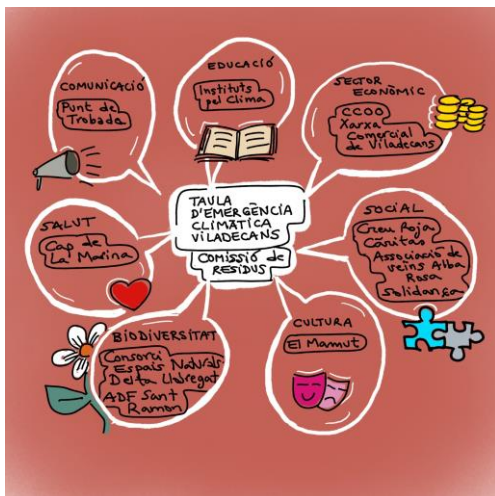 COMUNICACIÓ
Punt de
Trobada
EDUCACIÓ
Instituts
pel Clima
SECTOR
ECONÒMIC
CCOO
Xarxa
Comercial
de Viladecans
TAULA
D'EMERGÈNCIA
CLIMÀTICA
VILADECANS
COMISSIÓ de
RESIDUS
SALUT
Cap de
La Marina
SOCIAL
Creu Roja
Cáritas
Associació de
veïns Alba
Rosa
Solidança
BIODIVERSITAT
Consorci
Espais Naturals
Delta Llobregat
ADF Sant
Ramon
CULTURA
El Mamut